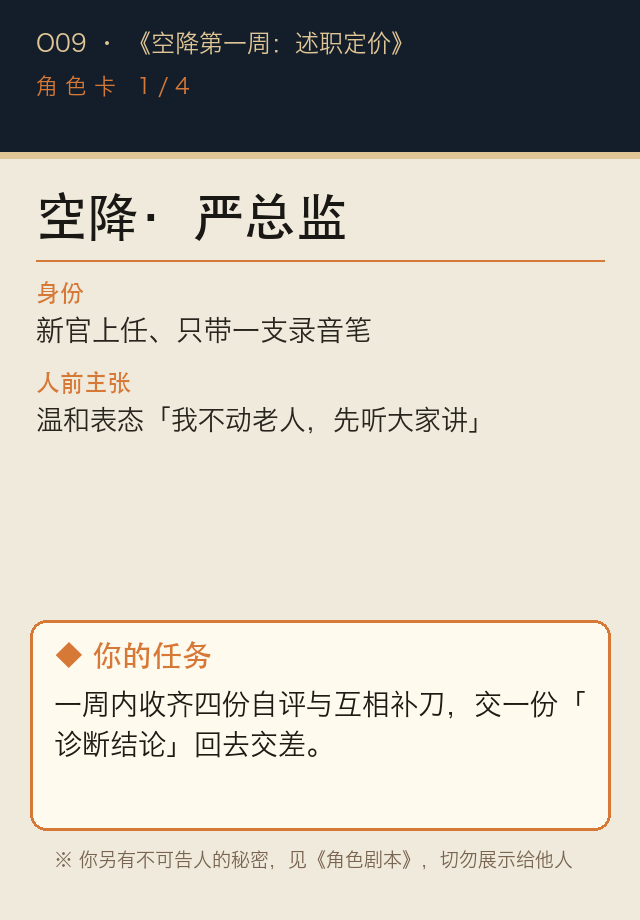 O09 · 《空降第一周：述职定价》
角色卡 1/4
空降· 严总监
身份
新官上任、只带一支录音笔
人前主张
温和表态「我不动老人，先听大家讲」
◆ 你的任务
一周内收齐四份自评与互相补刀，交一份「
诊断结论」回去交差。
※ 你另有不可告人的秘密，见《角色剧本》，切勿展示给他人